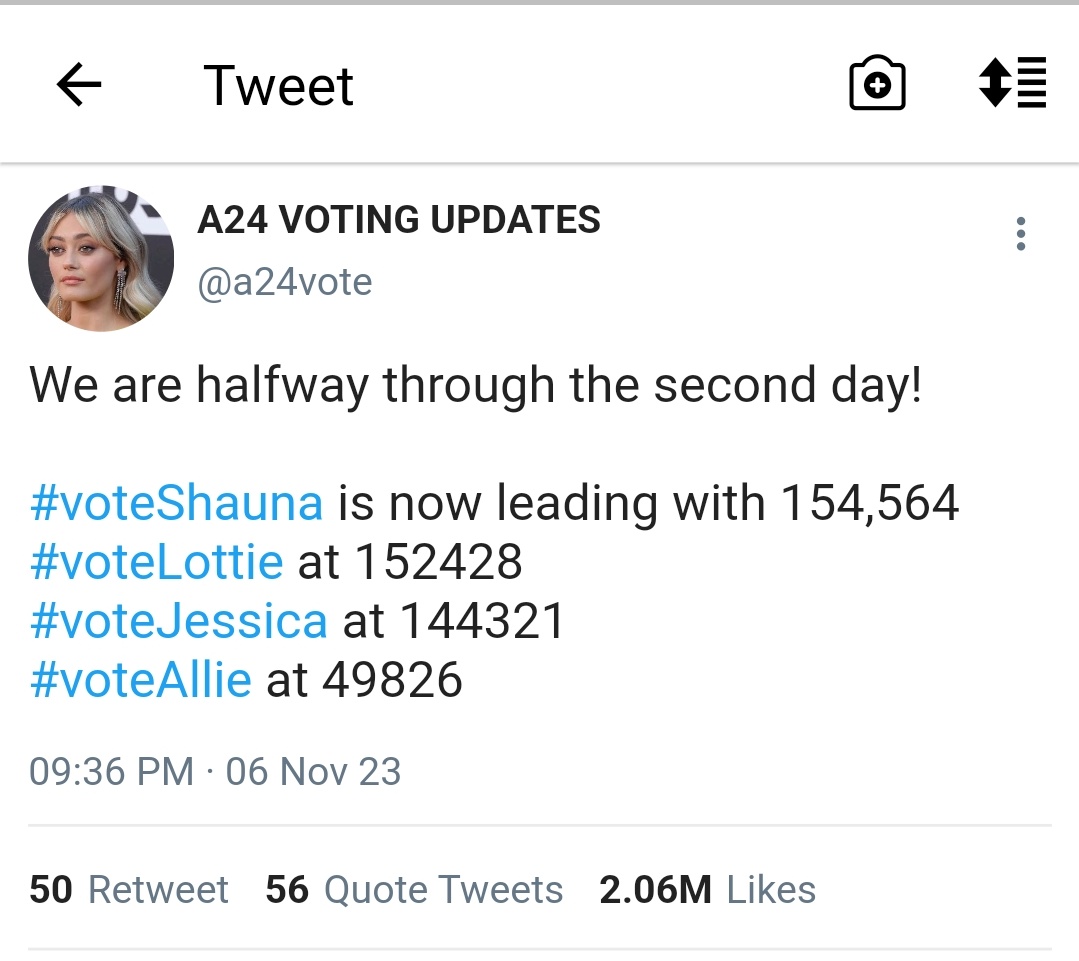 Tweet
A24 VOTING UPDATES
@a24vote
We are halfway through the second day!
#voteShauna is now leading with 154,564
#voteLottie at 152428
#voteJessica at 144321
#voteAllie at 49826
09:36 PM · 06 Nov 23
50 Retweet 56 Quote Tweets 2.06M Likes